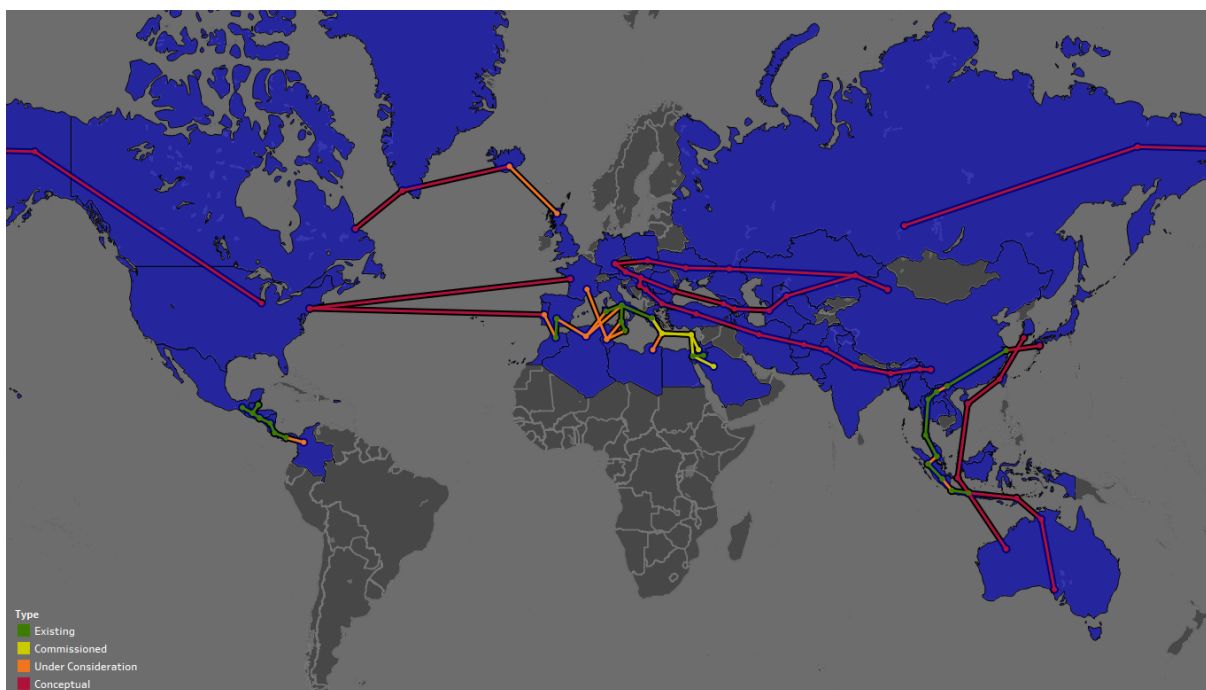 Type
Existing
Commissioned
Under Consideration
Conceptual